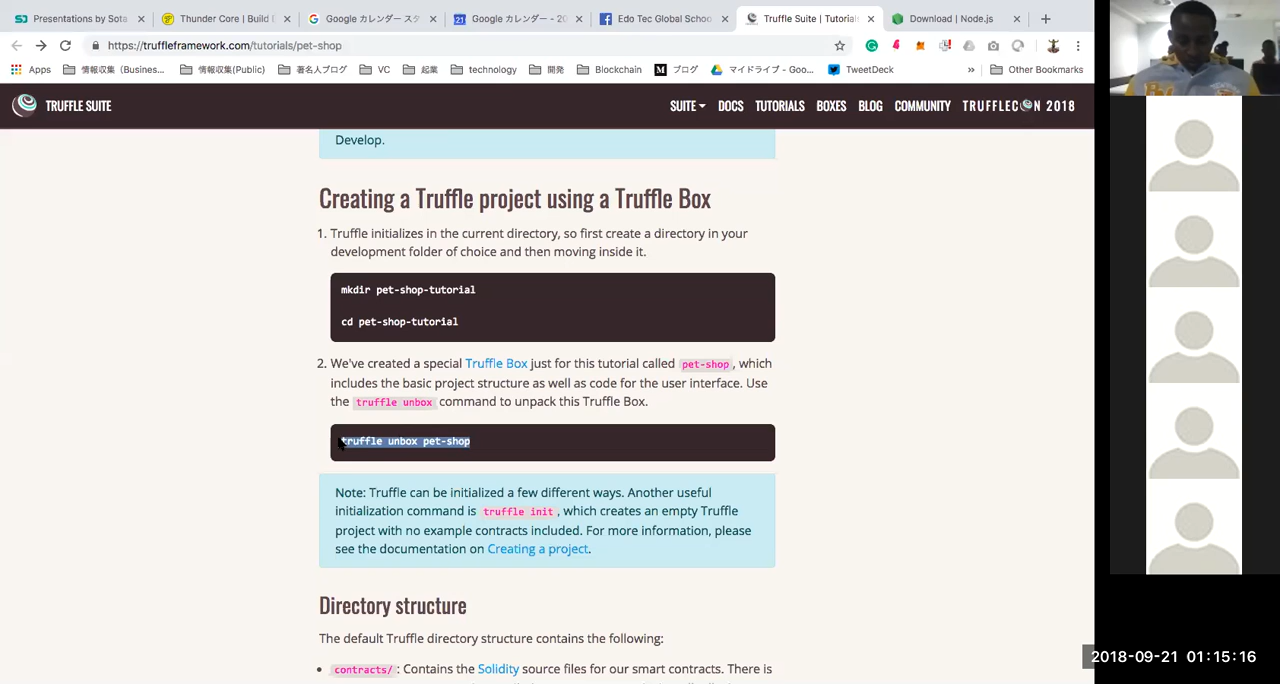 Presentations by Sota
Thunder Core | Build
Google カレンダー ステ
Google カレンダー - 20
Edo Tec Global Schoo
Truffle Suite | Tutorials
Download | Node.js
https://truffleframework.com/tutorials/pet-shop
Apps
情報収集（Busines...
情報収集(Public)
著名人ブログ
VC
起業
technology
開発
Blockchain
ブログ
マイドライブ - Goo...
TweetDeck
»
Other Bookmarks
TRUFFLE SUITE
SUITE
DOCS
TUTORIALS
BOXES
BLOG
COMMUNITY
TRUFFLECON 2018
Develop.
Creating a Truffle project using a Truffle Box
1. Truffle initializes in the current directory, so first create a directory in your
development folder of choice and then moving inside it.
mkdir pet-shop-tutorial
cd pet-shop-tutorial
2. We've created a special Truffle Box just for this tutorial called pet-shop, which
includes the basic project structure as well as code for the user interface. Use
the truffle unbox command to unpack this Truffle Box.
truffle unbox pet-shop
Note: Truffle can be initialized a few different ways. Another useful
initialization command is truffle init, which creates an empty Truffle
project with no example contracts included. For more information, please
see the documentation on Creating a project.
Directory structure
The default Truffle directory structure contains the following:
• contracts/: Contains the Solidity source files for our smart contracts. There is
2018-09-21 01:15:16